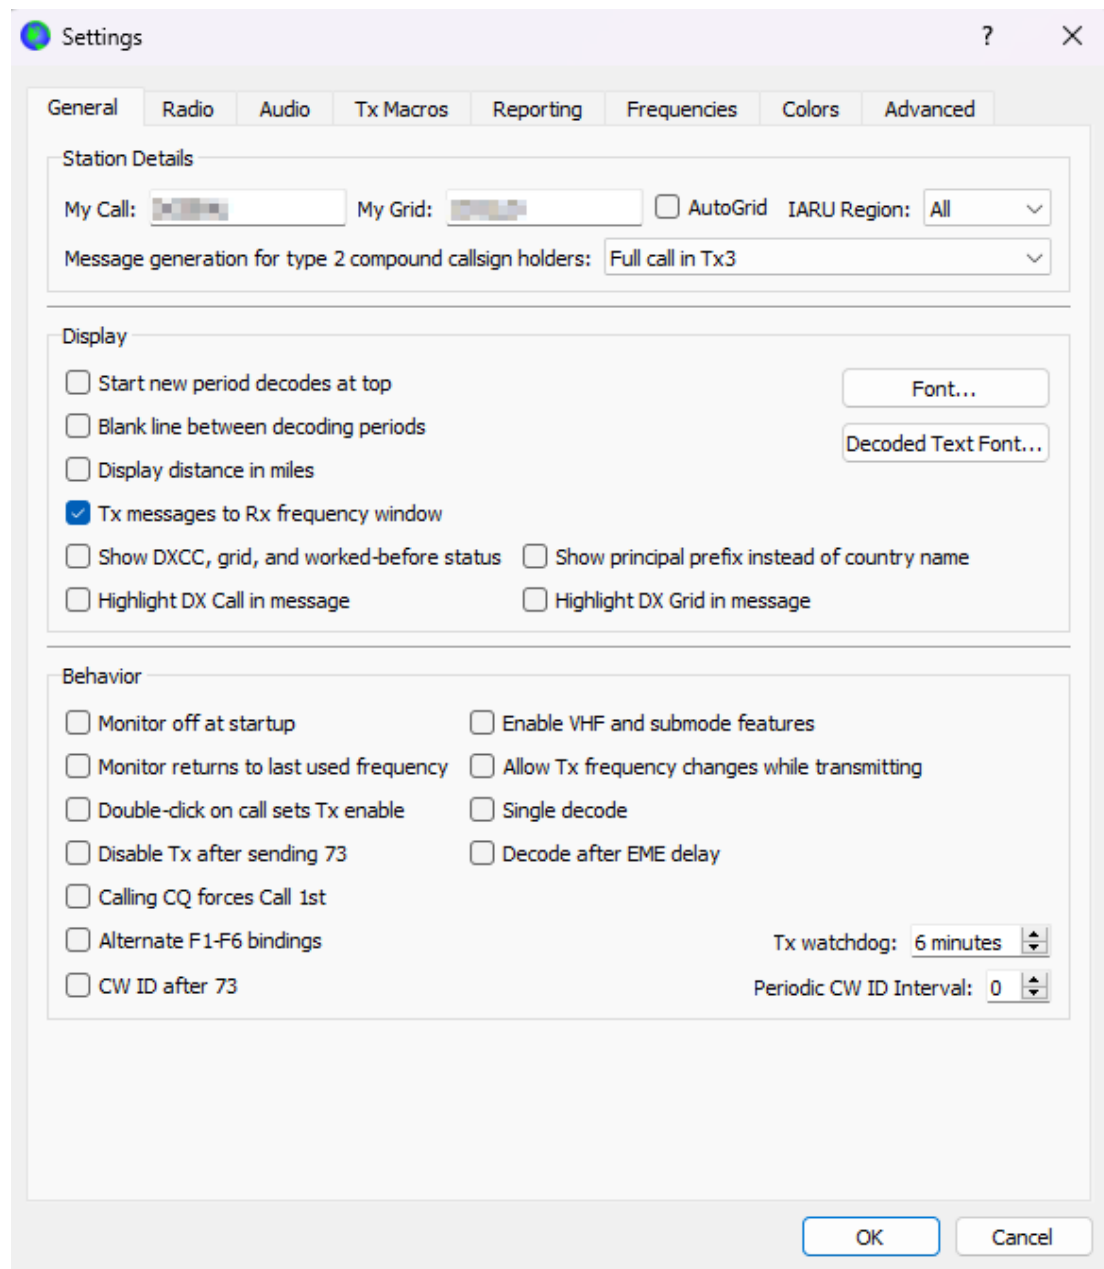 Settings ?
General Radio Audio Tx Macros Reporting Frequencies Colors Advanced
Station Details
My Call: My Grid: AutoGrid IARU Region: All
Message generation for type 2 compound callsign holders: Full call in Tx3
Display
Start new period decodes at top Font...
Blank line between decoding periods Decoded Text Font...
Display distance in miles
Tx messages to Rx frequency window
Show DXCC, grid, and worked-before status Show principal prefix instead of country name
Highlight DX Call in message Highlight DX Grid in message
Behavior
Monitor off at startup Enable VHF and submode features
Monitor returns to last used frequency Allow Tx frequency changes while transmitting
Double-click on call sets Tx enable Single decode
Disable Tx after sending 73 Decode after EME delay
Calling CQ forces Call 1st
Alternate F1-F6 bindings Tx watchdog: 6 minutes
CW ID after 73 Periodic CW ID Interval: 0
OK Cancel